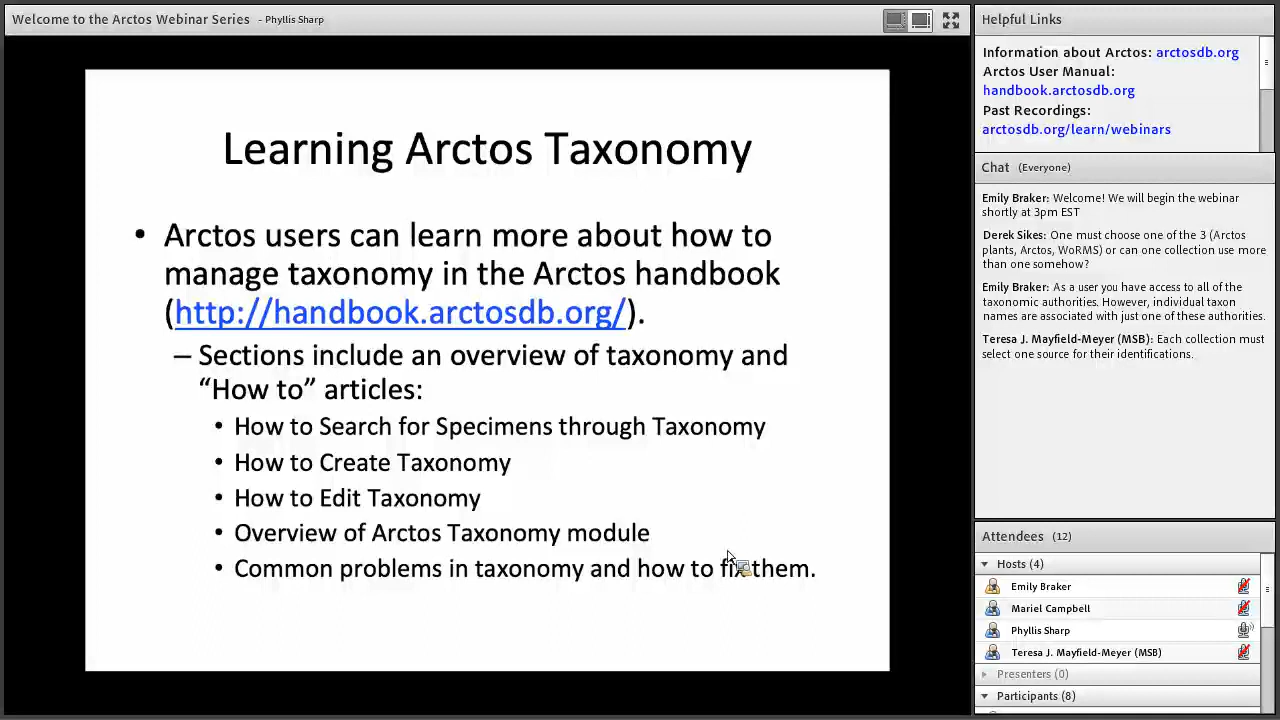 Welcome to the Arctos Webinar Series - Phyllis Sharp
Learning Arctos Taxonomy
• Arctos users can learn more about how to
manage taxonomy in the Arctos handbook
(http://handbook.arctosdb.org/).
– Sections include an overview of taxonomy and
“How to” articles:
• How to Search for Specimens through Taxonomy
• How to Create Taxonomy
• How to Edit Taxonomy
• Overview of Arctos Taxonomy module
• Common problems in taxonomy and how to fix them.
Helpful Links
Information about Arctos: arctosdb.org
Arctos User Manual:
handbook.arctosdb.org
Past Recordings:
arctosdb.org/learn/webinars
Chat (Everyone)
Emily Braker: Welcome! We will begin the webinar
shortly at 3pm EST
Derek Sikes: One must choose one of the 3 (Arctos
plants, Arctos, WoRMS) or can one collection use more
than one somehow?
Emily Braker: As a user you have access to all of the
taxonomic authorities. However, individual taxon
names are associated with just one of these authorities.
Teresa J. Mayfield-Meyer (MSB): Each collection must
select one source for their identifications.
Attendees (12)
Hosts (4)
Emily Braker
Mariel Campbell
Phyllis Sharp
Teresa J. Mayfield-Meyer (MSB)
Presenters (0)
Participants (8)